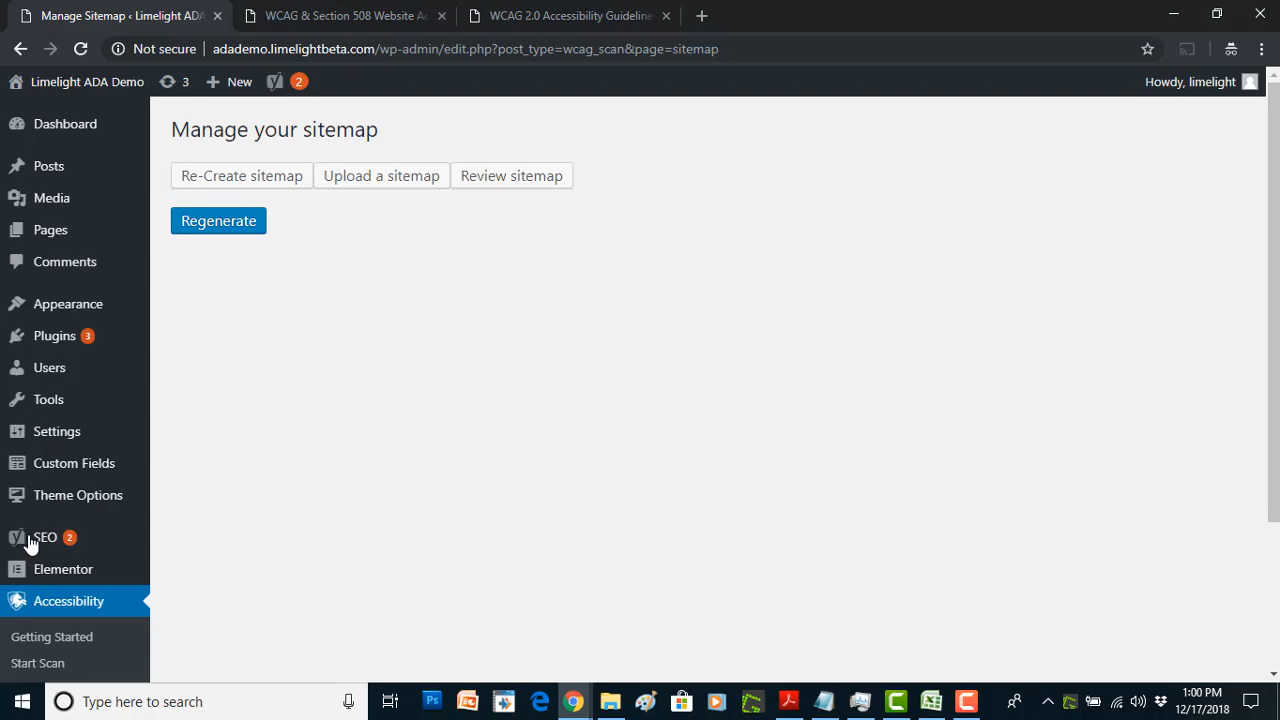 Manage Sitemap ‹ Limelight ADA
WCAG & Section 508 Website Ac
WCAG 2.0 Accessibility Guideline
Not secure
adademo.limelightbeta.com/wp-admin/edit.php?post_type=wcag_scan&page=sitemap
Limelight ADA Demo
3
New
2
Howdy, limelight
Dashboard
Posts
Media
Pages
Comments
Appearance
Plugins 3
Users
Tools
Settings
Custom Fields
Theme Options
SEO 2
Elementor
Accessibility
Getting Started
Start Scan
Manage your sitemap
Re-Create sitemap
Upload a sitemap
Review sitemap
Regenerate
Type here to search
1:00 PM
12/17/2018